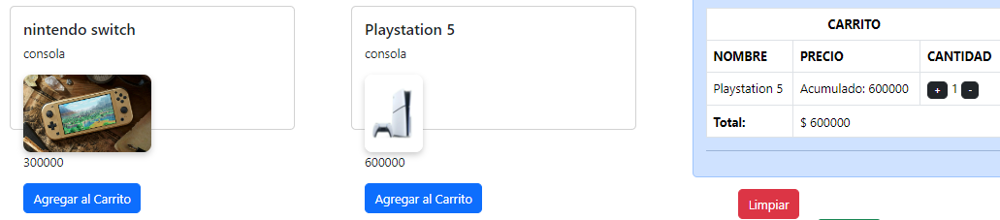 nintendo switch
consola
300000
Agregar al Carrito
Playstation 5
consola
600000
Agregar al Carrito
CARRITO
NOMBRE PRECIO CANTIDAD
Playstation 5 Acumulado: 600000 + 1 -
Total: $ 600000
Limpiar